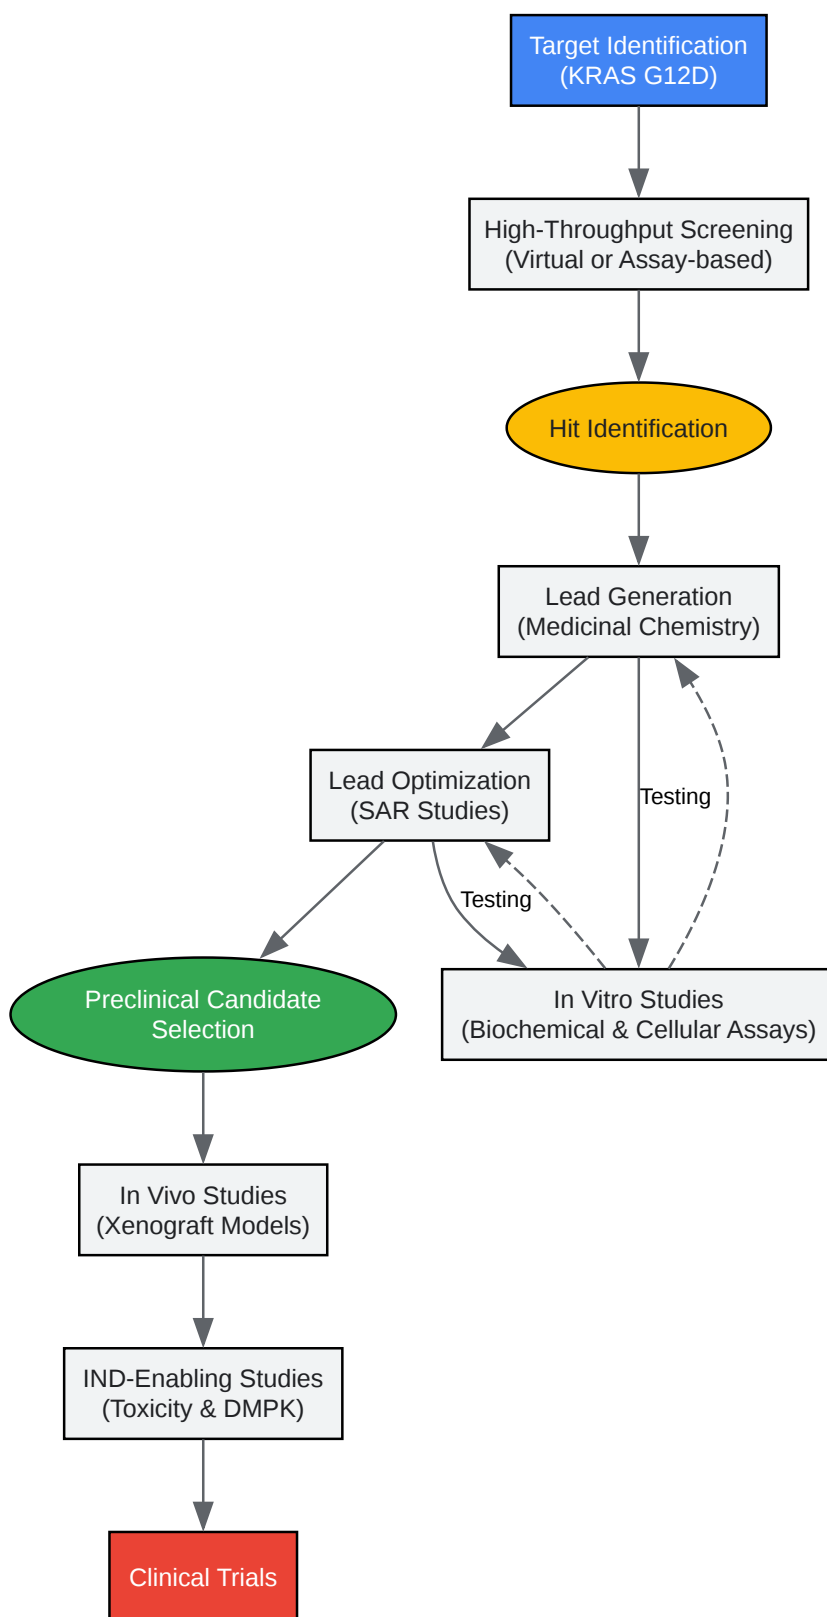 Target Identification
(KRAS G12D)
High-Throughput Screening
(Virtual or Assay-based)
Hit Identification
Lead Generation
(Medicinal Chemistry)
Lead Optimization
(SAR Studies)
Testing
Testing
Preclinical Candidate
Selection
In Vitro Studies
(Biochemical & Cellular Assays)
In Vivo Studies
(Xenograft Models)
IND-Enabling Studies
(Toxicity & DMPK)
Clinical Trials